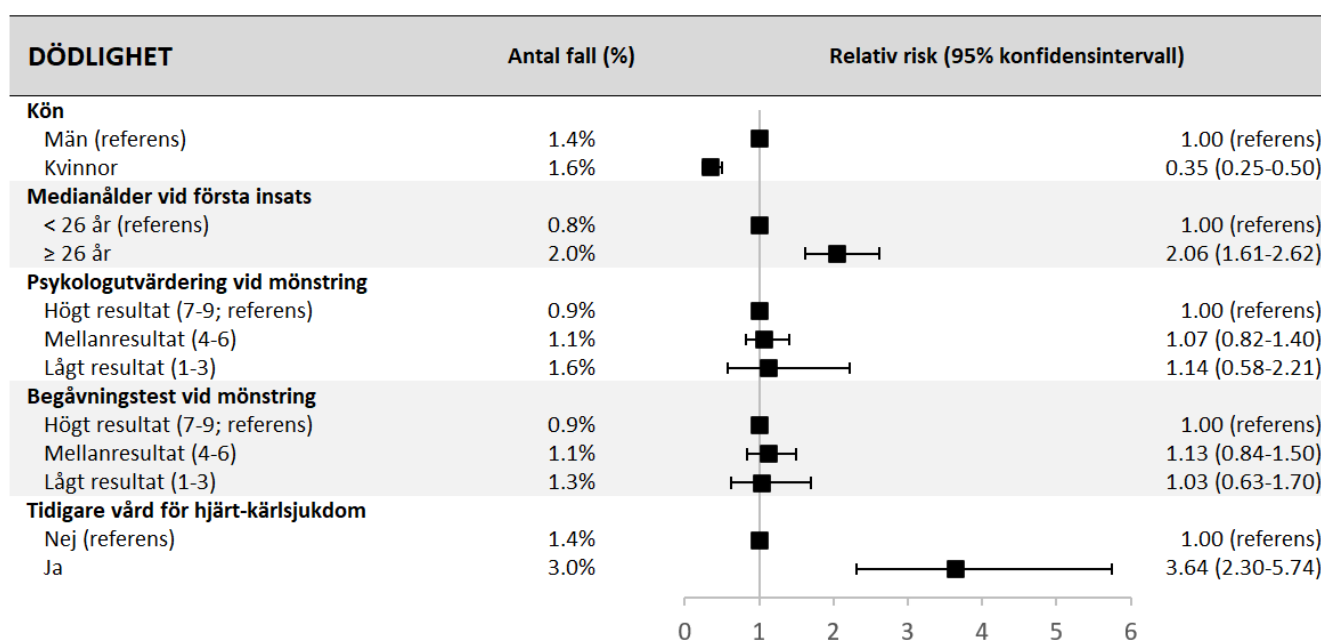 DÖDLIGHET Antal fall (%) Relativ risk (95% konfidensintervall)
Kön
Män (referens) 1.4% 1.00 (referens)
Kvinnor 1.6% 0.35 (0.25-0.50)
Medianålder vid första insats
< 26 år (referens) 0.8% 1.00 (referens)
≥ 26 år 2.0% 2.06 (1.61-2.62)
Psykologutvärdering vid mönstring
Högt resultat (7-9; referens) 0.9% 1.00 (referens)
Mellanresultat (4-6) 1.1% 1.07 (0.82-1.40)
Lågt resultat (1-3) 1.6% 1.14 (0.58-2.21)
Begåvningstest vid mönstring
Högt resultat (7-9; referens) 0.9% 1.00 (referens)
Mellanresultat (4-6) 1.1% 1.13 (0.84-1.50)
Lågt resultat (1-3) 1.3% 1.03 (0.63-1.70)
Tidigare vård för hjärt-kärlsjukdom
Nej (referens) 1.4% 1.00 (referens)
Ja 3.0% 3.64 (2.30-5.74)
0 1 2 3 4 5 6